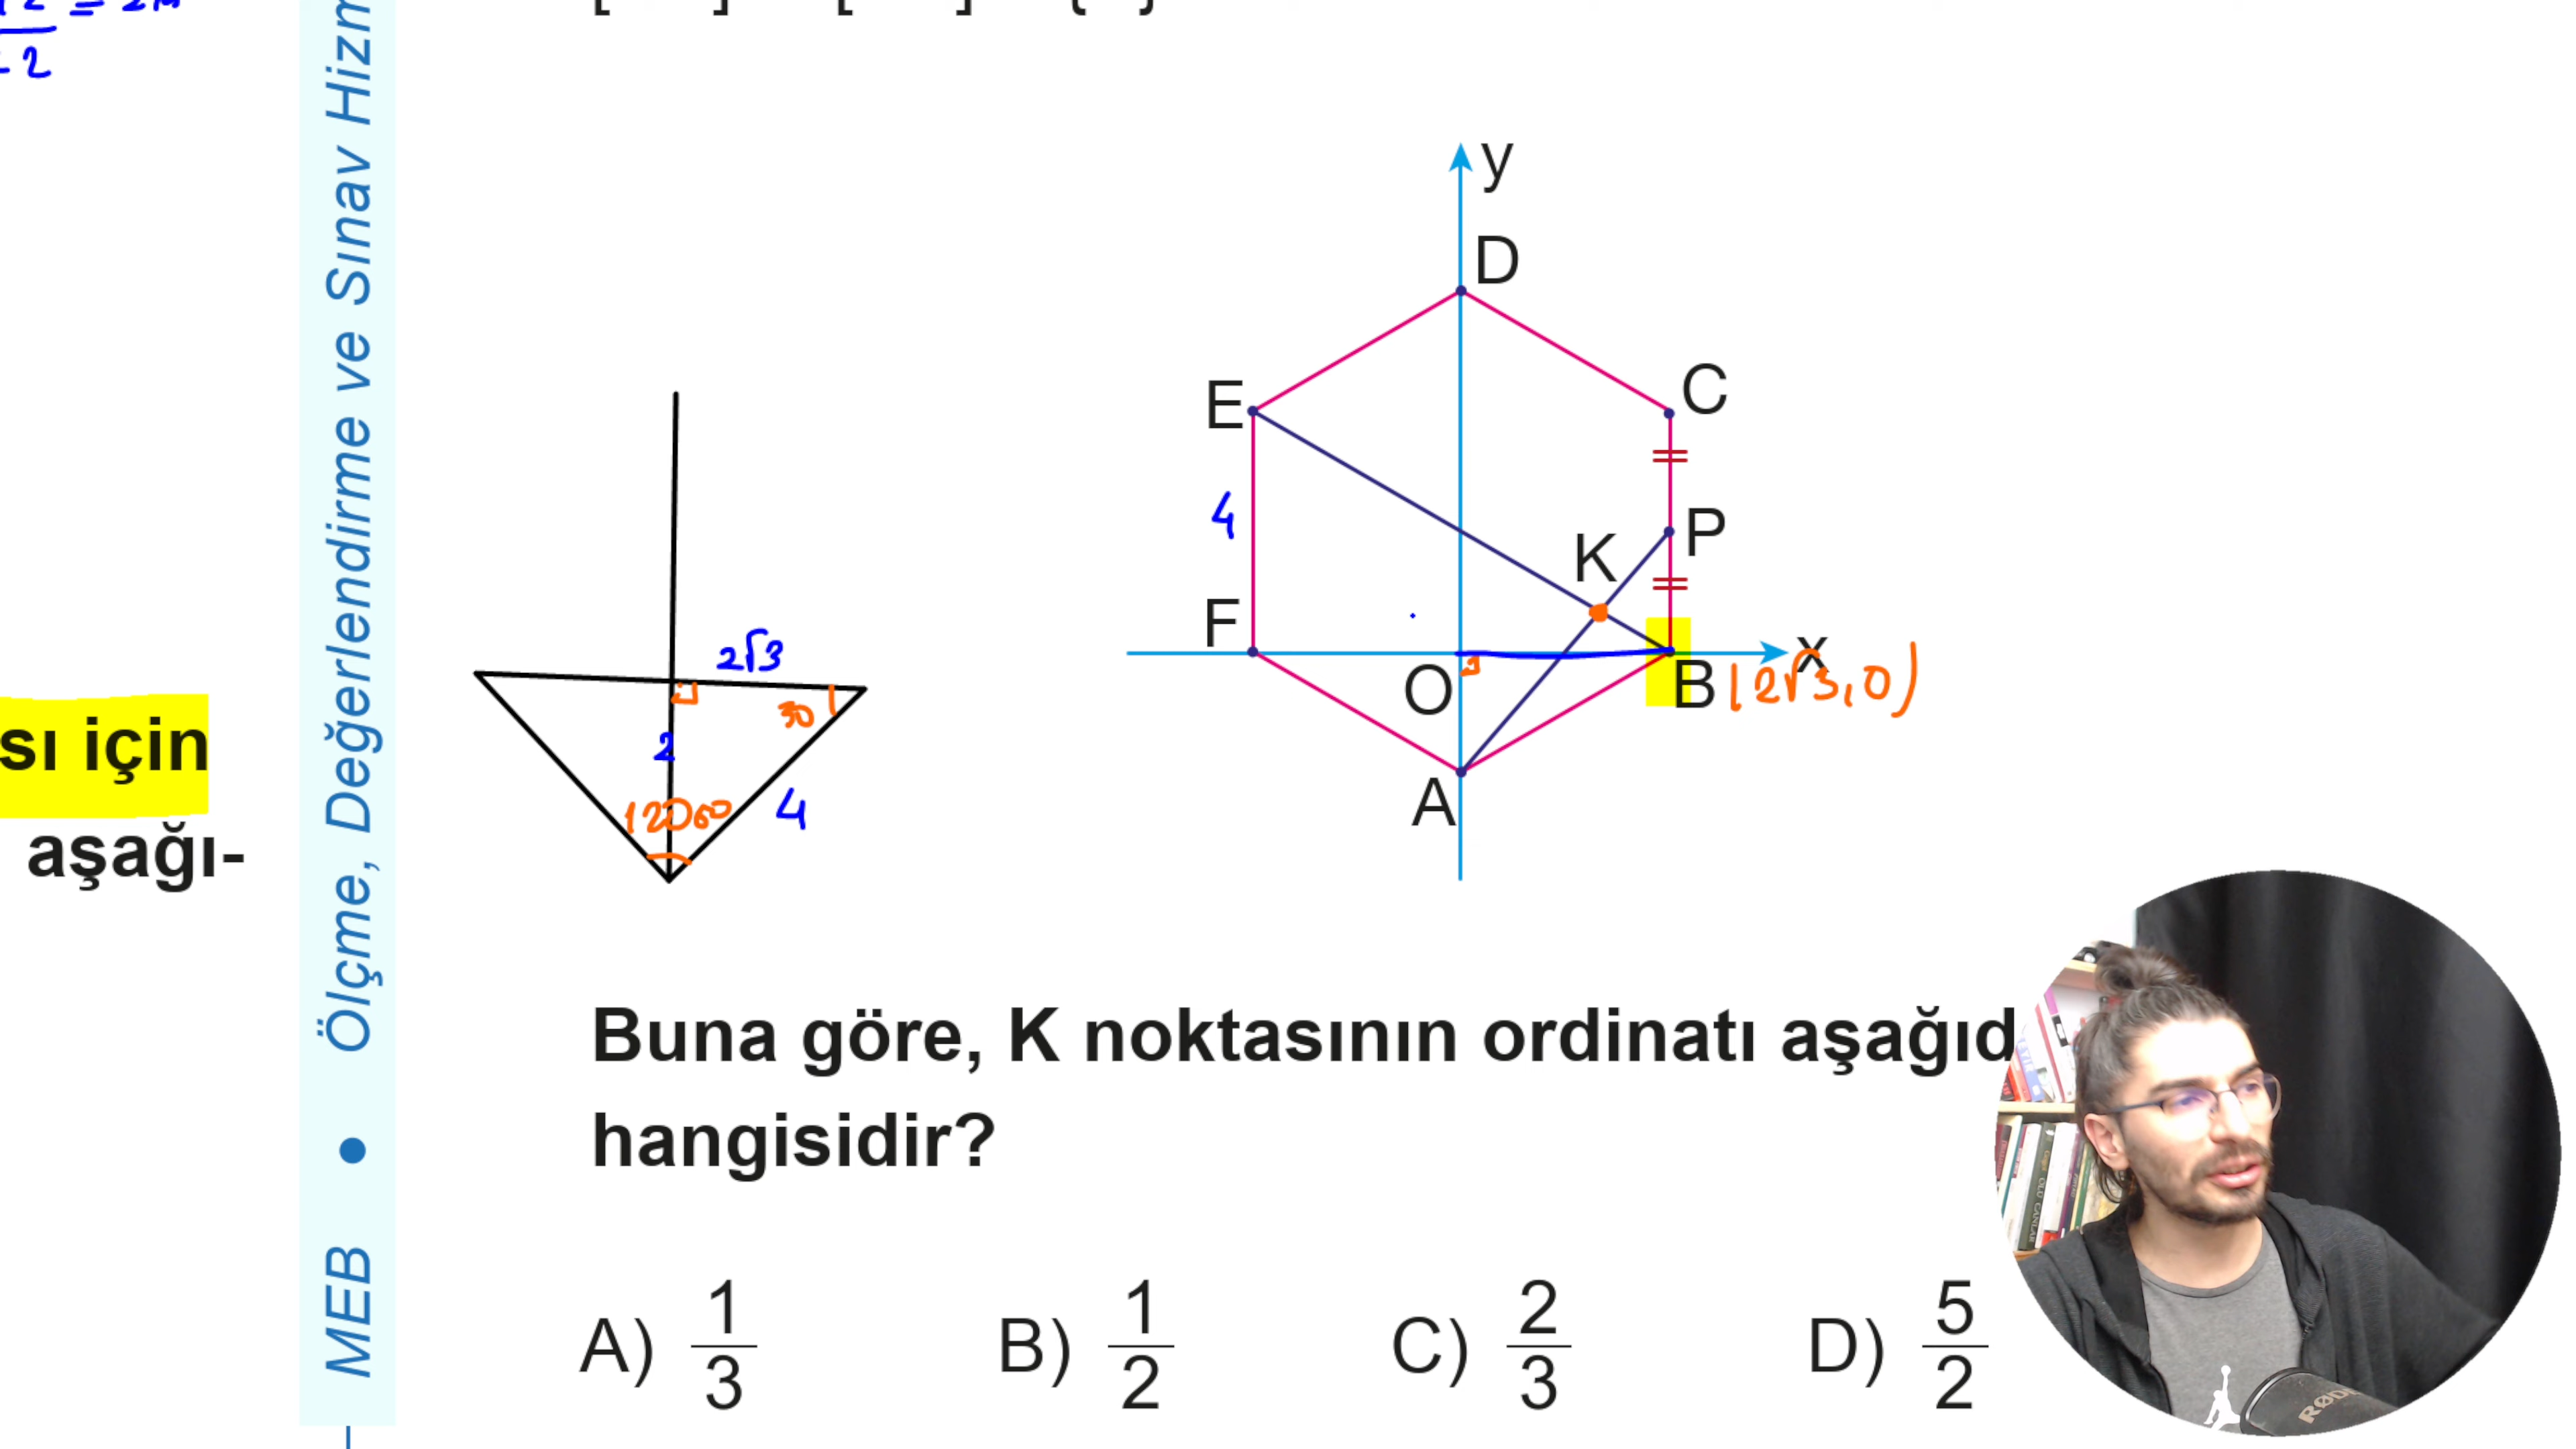 2
sı için
aşağı-
MEB • Ölçme, Değerlendirme ve Sınav Hizm
2√3
30
2
120
60
4
y
D
E
C
4
P
K
F
x
O
B (2√3, 0)
A
Buna göre, K noktasının ordinatı aşağıd
hangisidir?
A) 1/3 B) 1/2 C) 2/3 D) 5/2